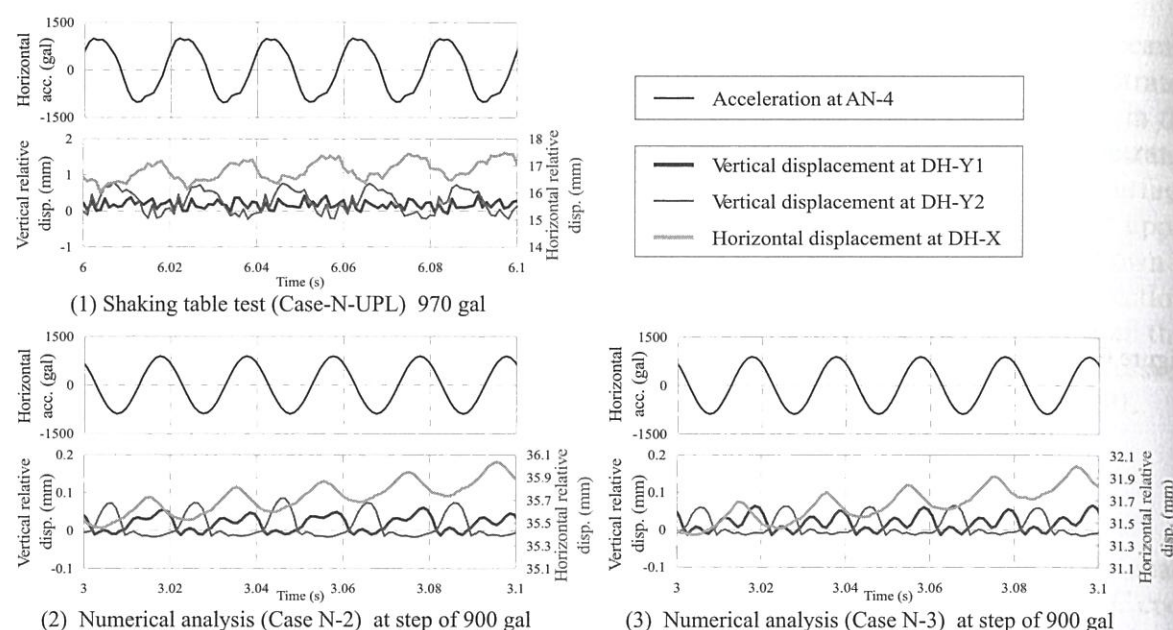 1500
0
-1500
Horizontal
acc. (gal)
2
1
0
-1
Vertical relative
disp. (mm)
18
17
16
15
14
Horizontal relative
disp. (mm)
6
6.02
6.04
6.06
6.08
6.1
Time (s)
(1) Shaking table test (Case-N-UPL) 970 gal
Acceleration at AN-4
Vertical displacement at DH-Y1
Vertical displacement at DH-Y2
Horizontal displacement at DH-X
1500
0
-1500
Horizontal
acc. (gal)
0.2
0.1
0
-0.1
Vertical relative
disp. (mm)
36.1
35.9
35.7
35.5
35.3
35.1
Horizontal relative
disp. (mm)
3
3.02
3.04
3.06
3.08
3.1
Time (s)
(2) Numerical analysis (Case N-2) at step of 900 gal
1500
0
-1500
Horizontal
acc. (gal)
0.2
0.1
0
-0.1
Vertical relative
disp. (mm)
32.1
31.9
31.7
31.5
31.3
31.1
Horizontal relative
disp. (mm)
3
3.02
3.04
3.06
3.08
3.1
Time (s)
(3) Numerical analysis (Case N-3) at step of 900 gal